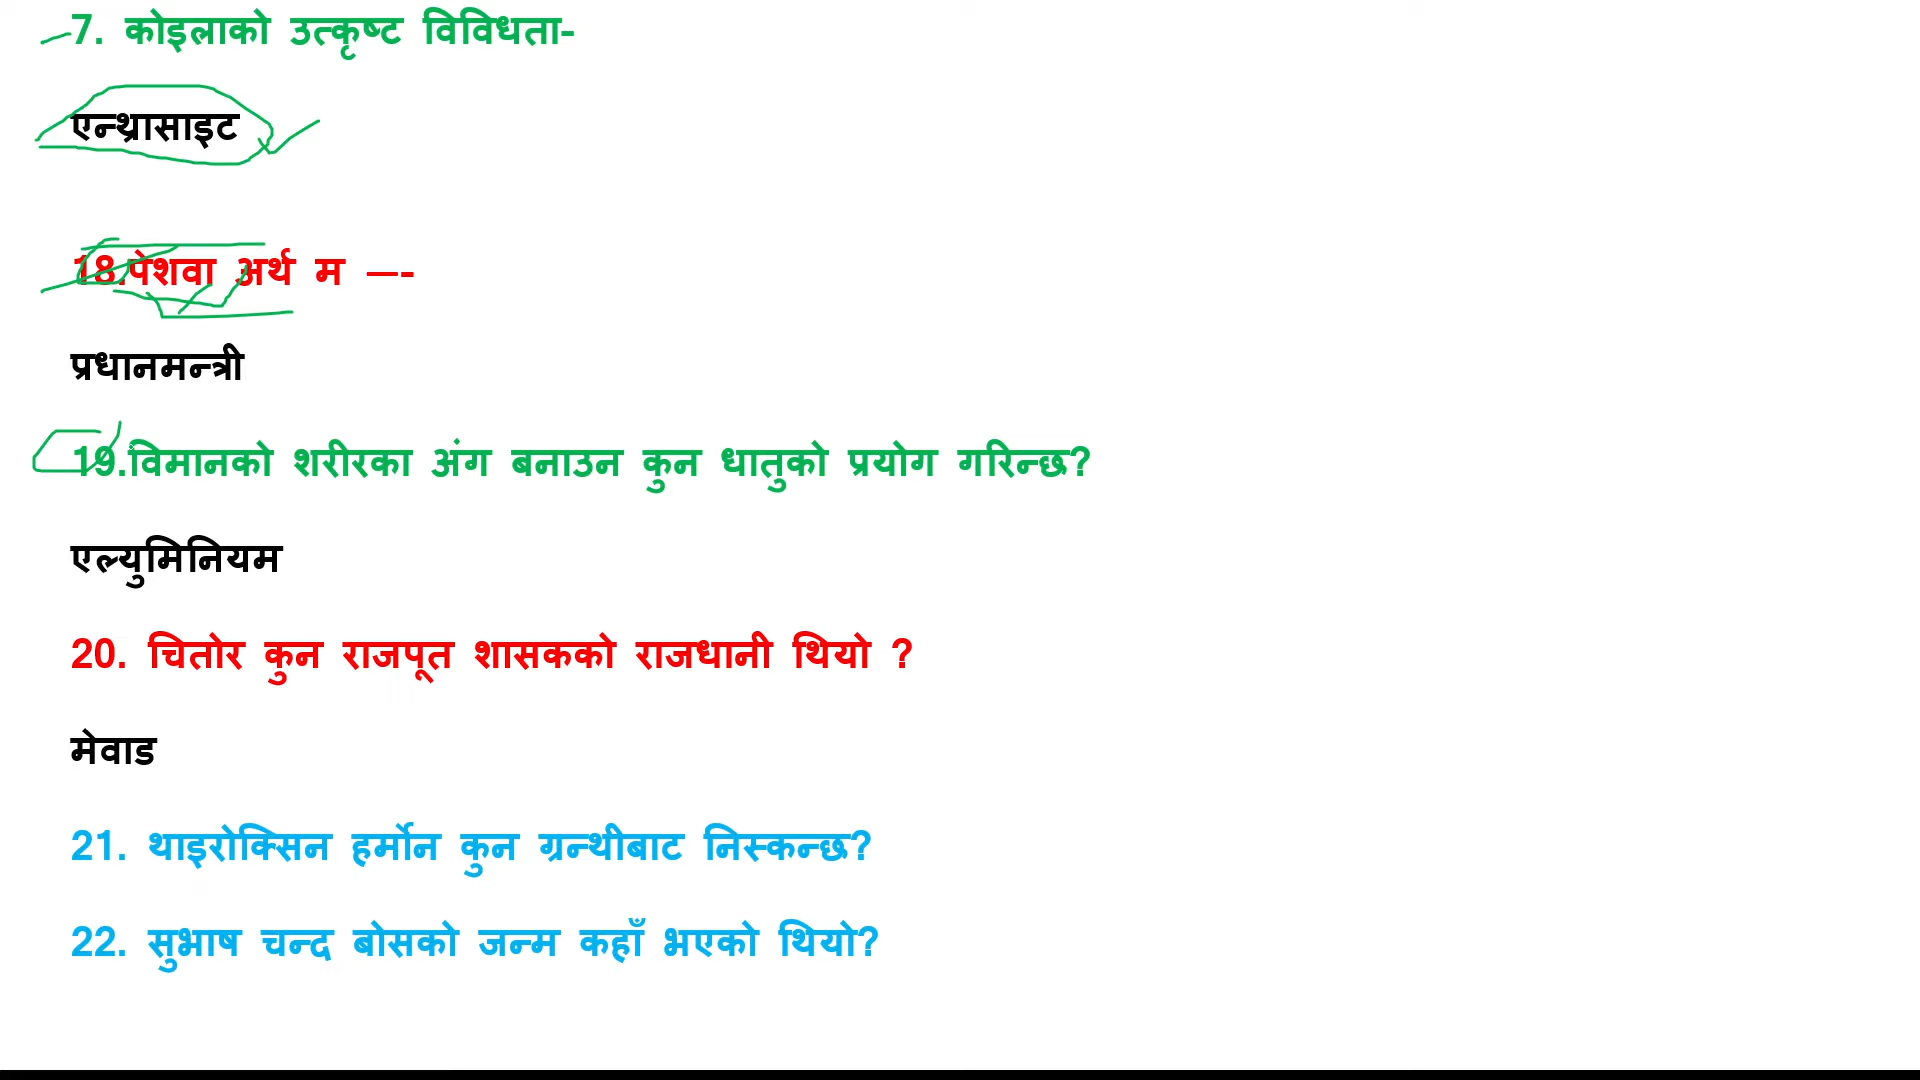 7. कोइलाको उत्कृष्ट विविधता-
एन्थ्रासाइट
18.पेशवा अर्थ म —-
प्रधानमन्त्री
19.विमानको शरीरका अंग बनाउन कुन धातुको प्रयोग गरिन्छ?
एल्युमिनियम
20. चितोर कुन राजपूत शासकको राजधानी थियो ?
मेवाड
21. थाइरोक्सिन हर्मोन कुन ग्रन्थीबाट निस्कन्छ?
22. सुभाष चन्द बोसको जन्म कहाँ भएको थियो?